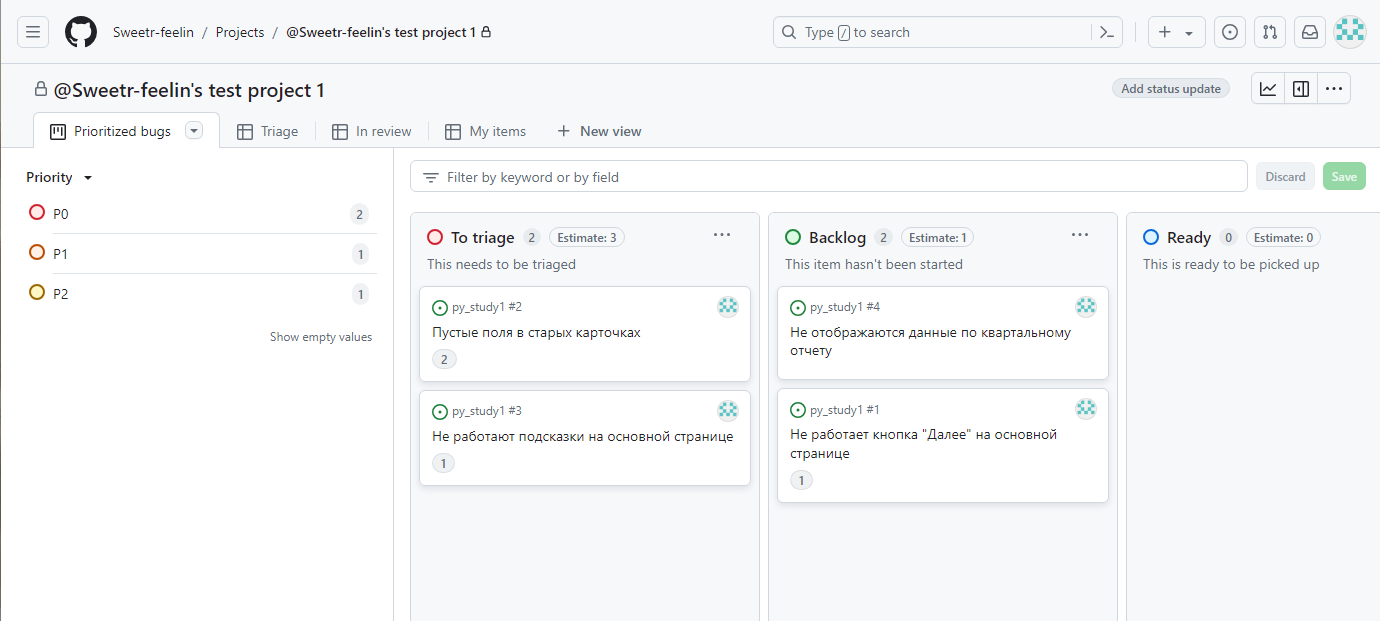 Sweetr-feelin / Projects / @Sweetr-feelin's test project 1
Type / to search
@Sweetr-feelin's test project 1
Add status update
Prioritized bugs
Triage
In review
My items
New view
Priority
P0 2
P1 1
P2 1
Show empty values
Filter by keyword or by field
Discard
Save
To triage 2 Estimate: 3
This needs to be triaged
py_study1 #2
Пустые поля в старых карточках
2
py_study1 #3
Не работают подсказки на основной странице
1
Backlog 2 Estimate: 1
This item hasn't been started
py_study1 #4
Не отображаются данные по квартальному
отчету
py_study1 #1
Не работает кнопка "Далее" на основной
странице
1
Ready 0 Estimate: 0
This is ready to be picked up